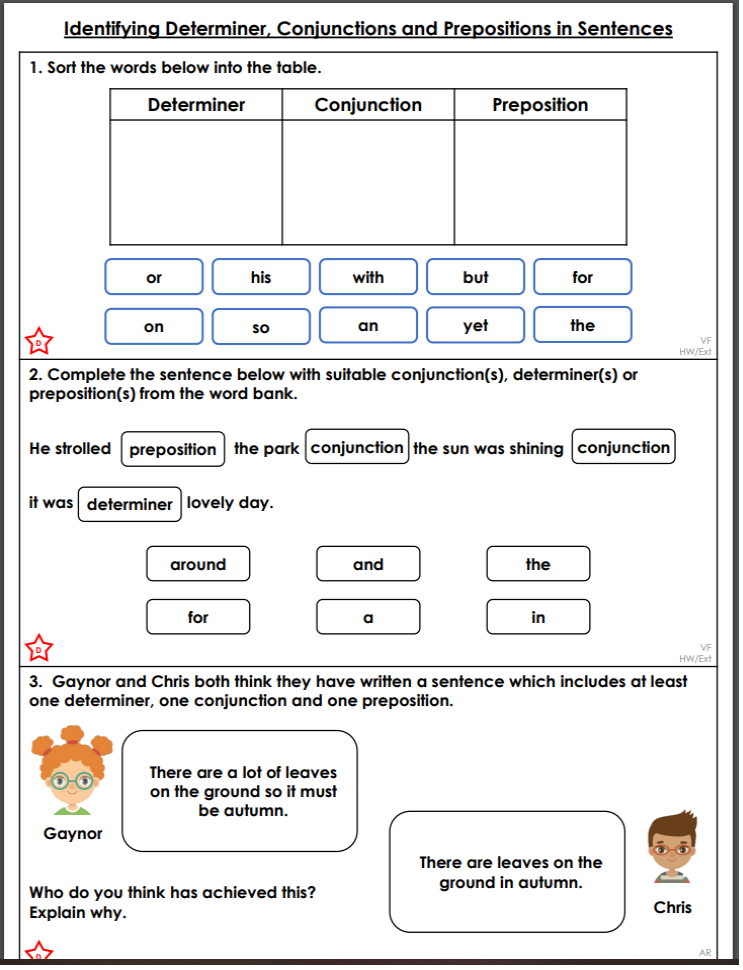 Identifying Determiner, Conjunctions and Prepositions in Sentences
1. Sort the words below into the table.
Determiner Conjunction Preposition
or his with but for
on so an yet the
D
VF
HW/Ext
2. Complete the sentence below with suitable conjunction(s), determiner(s) or
preposition(s) from the word bank.
He strolled preposition the park conjunction the sun was shining conjunction
it was determiner lovely day.
around and the
for a in
D
VF
HW/Ext
3. Gaynor and Chris both think they have written a sentence which includes at least
one determiner, one conjunction and one preposition.
There are a lot of leaves
on the ground so it must
be autumn.
Gaynor
There are leaves on the
ground in autumn.
Chris
Who do you think has achieved this?
Explain why.
D
AR